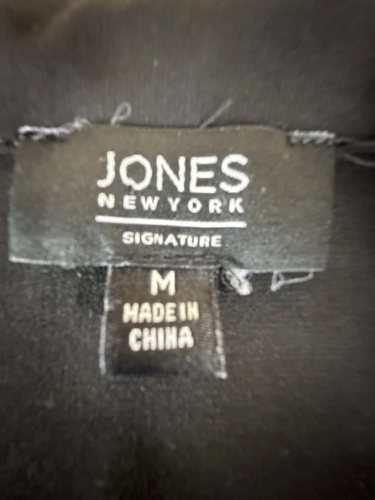 JONES
NEW YORK
SIGNATURE
M
MADE IN
CHINA